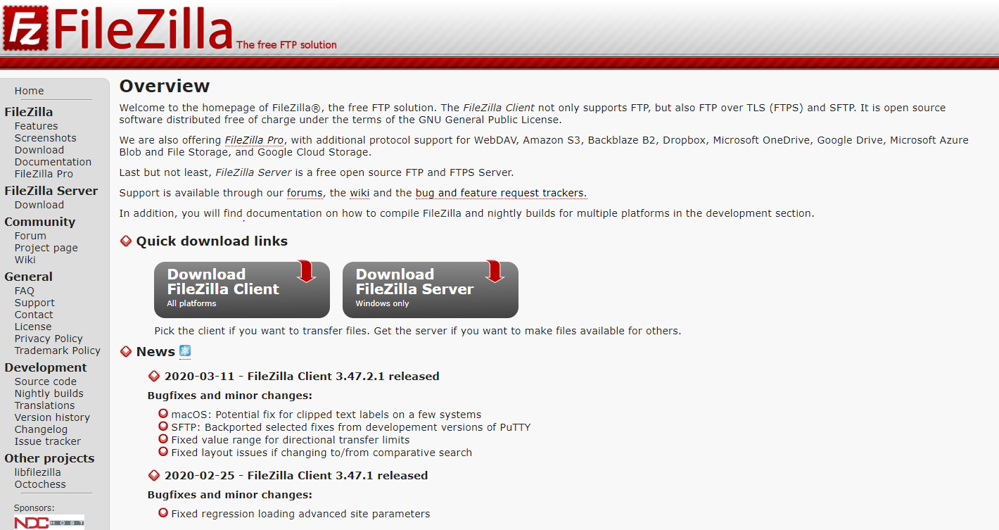 Fz FileZilla The free FTP solution
Home
FileZilla
Features
Screenshots
Download
Documentation
FileZilla Pro
FileZilla Server
Download
Community
Forum
Project page
Wiki
General
FAQ
Support
Contact
License
Privacy Policy
Trademark Policy
Development
Source code
Nightly builds
Translations
Version history
Changelog
Issue tracker
Other projects
libfilezilla
Octochess
Sponsors:
NDC HOST
Overview
Welcome to the homepage of FileZilla®, the free FTP solution. The FileZilla Client not only supports FTP, but also FTP over TLS (FTPS) and SFTP. It is open source
software distributed free of charge under the terms of the GNU General Public License.
We are also offering FileZilla Pro, with additional protocol support for WebDAV, Amazon S3, Backblaze B2, Dropbox, Microsoft OneDrive, Google Drive, Microsoft Azure
Blob and File Storage, and Google Cloud Storage.
Last but not least, FileZilla Server is a free open source FTP and FTPS Server.
Support is available through our forums, the wiki and the bug and feature request trackers.
In addition, you will find documentation on how to compile FileZilla and nightly builds for multiple platforms in the development section.
Quick download links
Download
FileZilla Client
All platforms
Download
FileZilla Server
Windows only
Pick the client if you want to transfer files. Get the server if you want to make files available for others.
News
2020-03-11 - FileZilla Client 3.47.2.1 released
Bugfixes and minor changes:
macOS: Potential fix for clipped text labels on a few systems
SFTP: Backported selected fixes from developement versions of PuTTY
Fixed value range for directional transfer limits
Fixed layout issues if changing to/from comparative search
2020-02-25 - FileZilla Client 3.47.1 released
Bugfixes and minor changes:
Fixed regression loading advanced site parameters